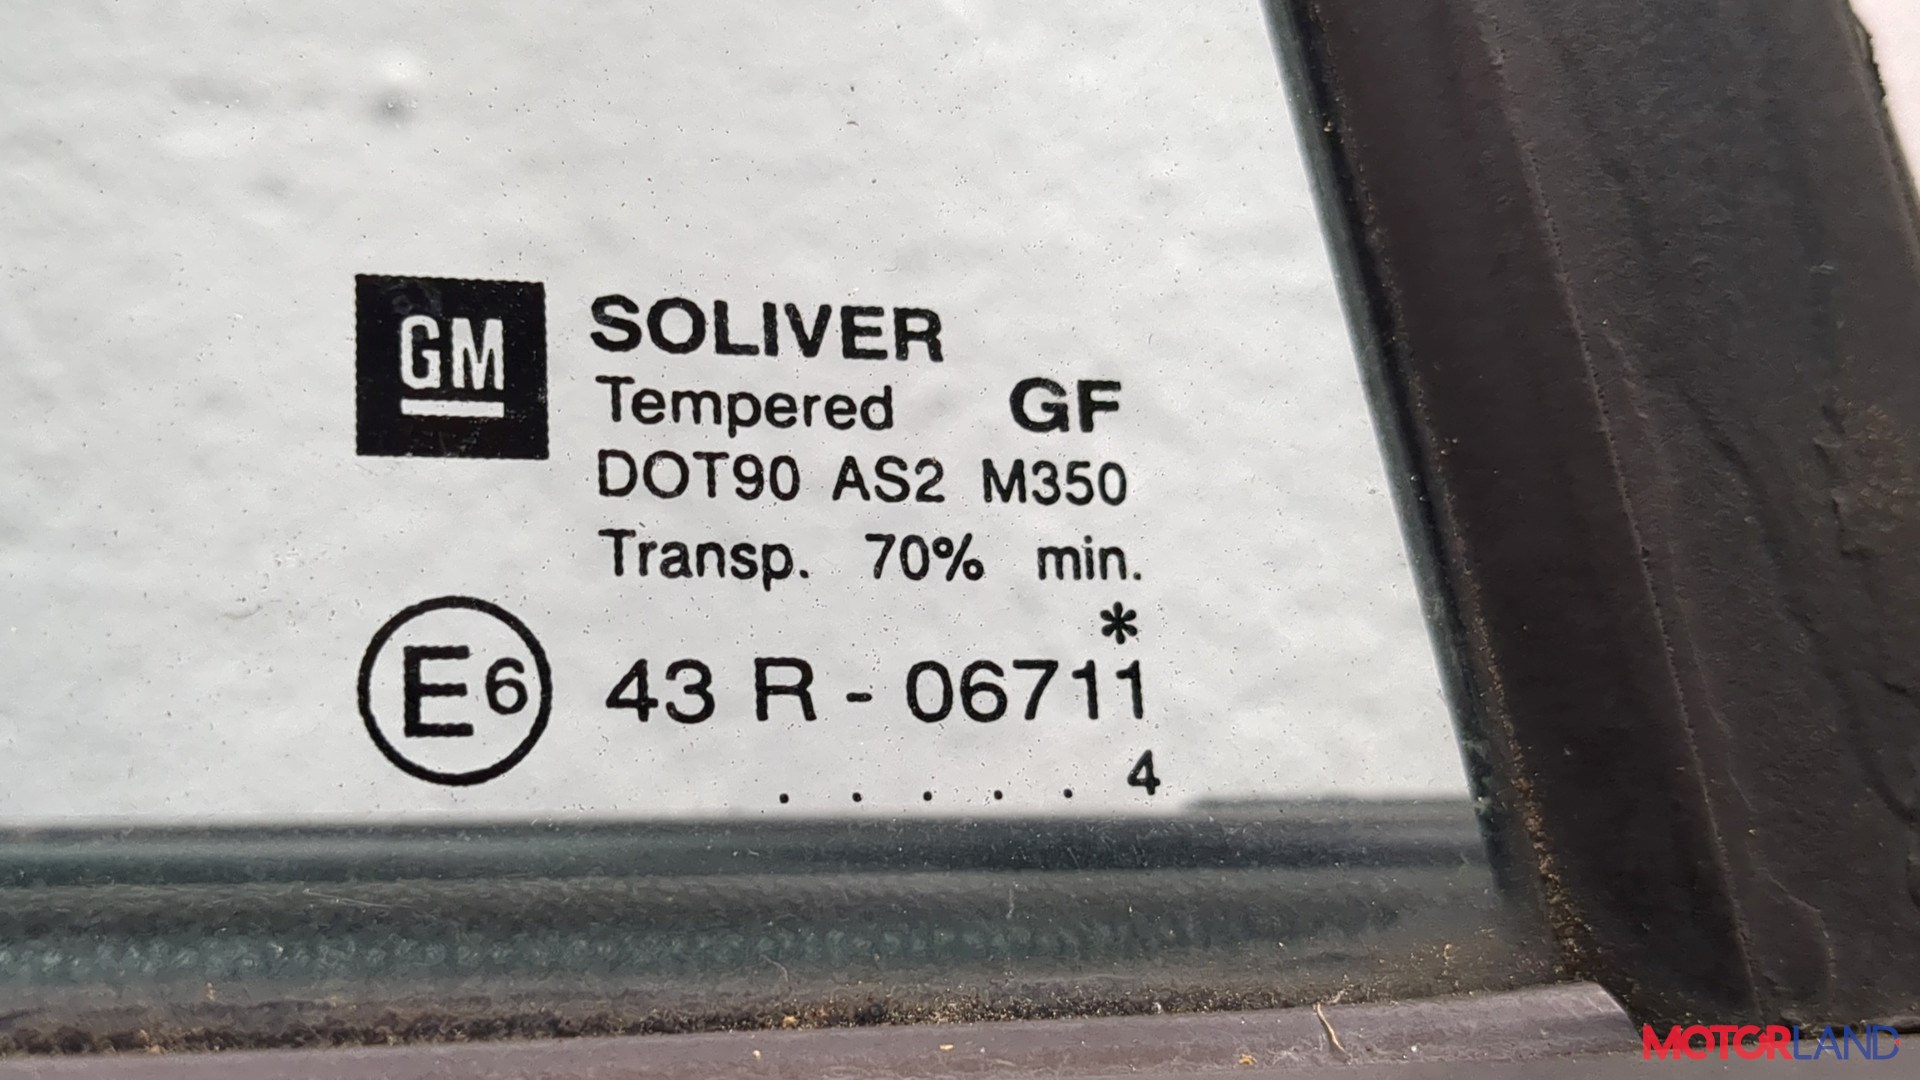 GM
SOLIVER
Tempered GF
DOT90 AS2 M350
Transp. 70% min.
*
E6 43 R - 06711
. . . . . 4
MOTORLAND